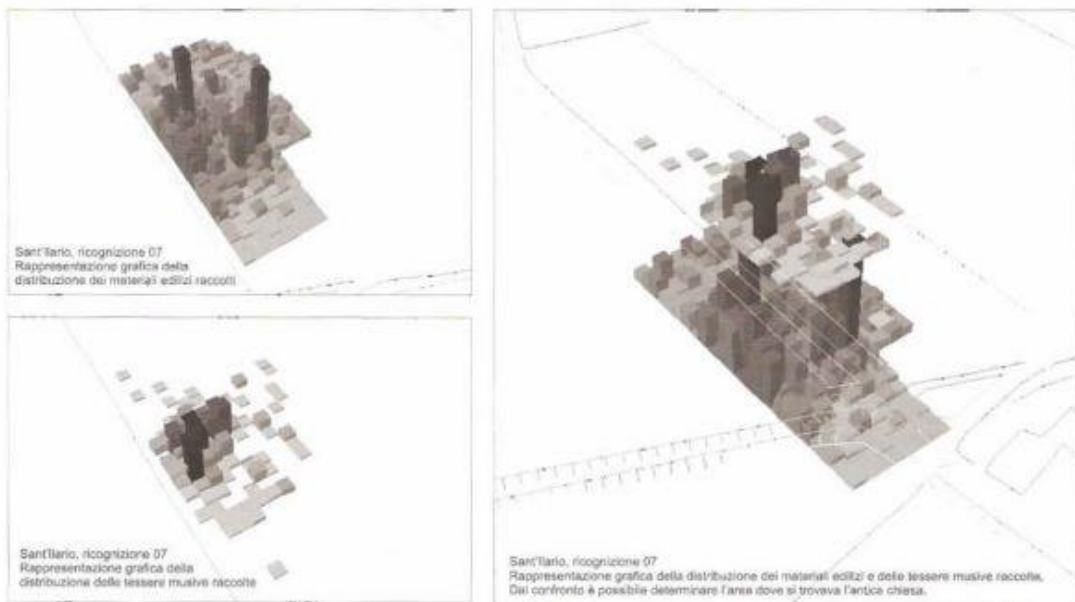 Sant'Ilario, ricognizione 07
Rappresentazione grafica della
distribuzione dei materiali edilizi raccolti
Sant'Ilario, ricognizione 07
Rappresentazione grafica della
distribuzione delle tessere musive raccolte
Sant'Ilario, ricognizione 07
Rappresentazione grafica della distribuzione dei materiali edilizi e delle tessere musive raccolte.
Dal confronto è possibile determinare l'area dove si trovava l'antica chiesa.